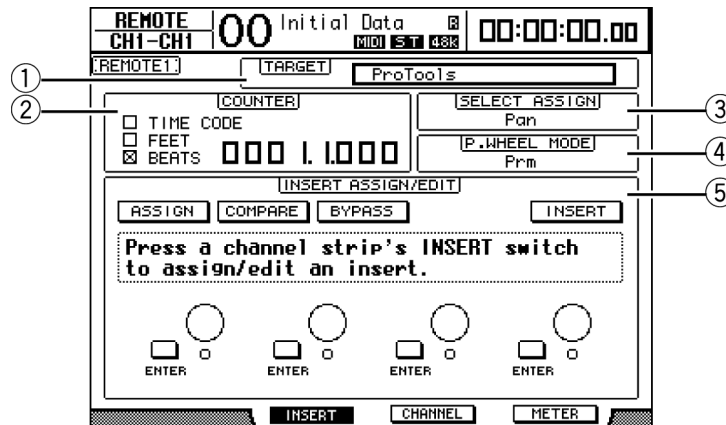 REMOTE
CH1-CH1
00 Initial Data R
MIDI ST 48K
00:00:00.00
REMOTE1
TARGET
ProTools
1
2
COUNTER
TIME CODE
FEET
BEATS
000 1.1.000
SELECT ASSIGN
Pan
3
P.WHEEL MODE
Prm
4
INSERT ASSIGN/EDIT
5
ASSIGN COMPARE BYPASS INSERT
Press a channel strip's INSERT switch
to assign/edit an insert.
ENTER ENTER ENTER ENTER
INSERT CHANNEL METER